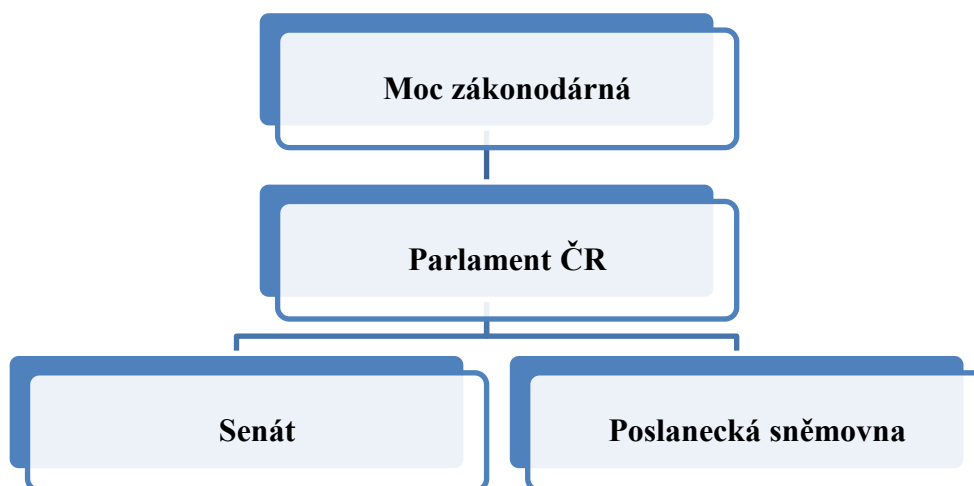 Moc zákonodárná
Parlament ČR
Senát
Poslanecká sněmovna